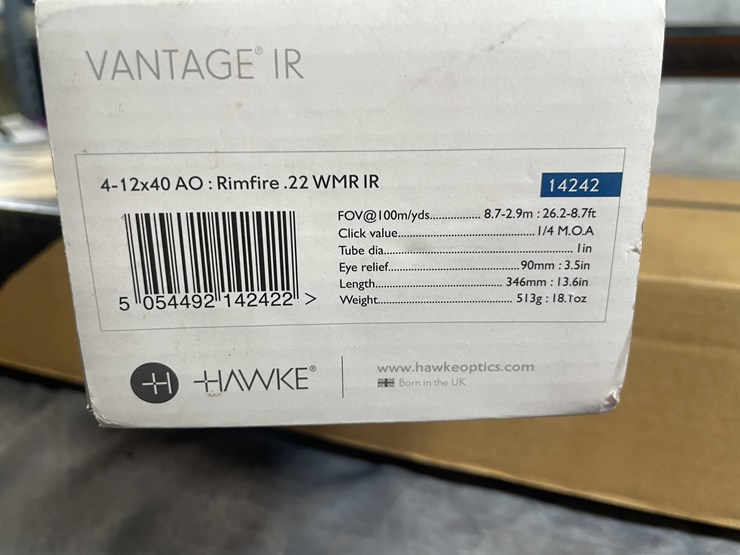 VANTAGE® IR
4-12x40 AO : Rimfire .22 WMR IR
14242
FOV@100m/yds................ 8.7-2.9m : 26.2-8.7ft
Click value........................................ 1/4 M.O.A
Tube dia...................................................... 1in
Eye relief...................................... 90mm : 3.5in
Length..................................... 346mm : 13.6in
Weight........................................ 513g : 18.1oz
5 054492 142422 >
HAWKE®
www.hawkeoptics.com
Born in the UK